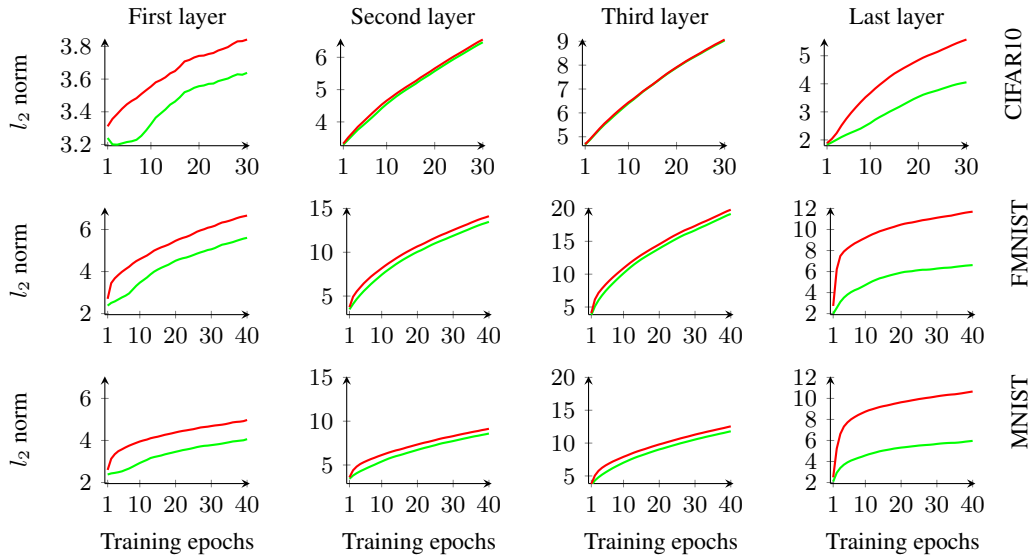 First layer Second layer Third layer Last layer
l₂ norm 3.8 3.6 3.4 3.2 6 5 4 9 8 7 6 5 5 4 3 2 CIFAR10
1 10 20 30 1 10 20 30 1 10 20 30 1 10 20 30
l₂ norm 6 4 2 15 10 5 20 15 10 5 12 10 8 6 4 2 FMNIST
1 10 20 30 40 1 10 20 30 40 1 10 20 30 40 1 10 20 30 40
l₂ norm 6 4 2 15 10 5 20 15 10 5 12 10 8 6 4 2 MNIST
1 10 20 30 40 1 10 20 30 40 1 10 20 30 40 1 10 20 30 40
Training epochs Training epochs Training epochs Training epochs